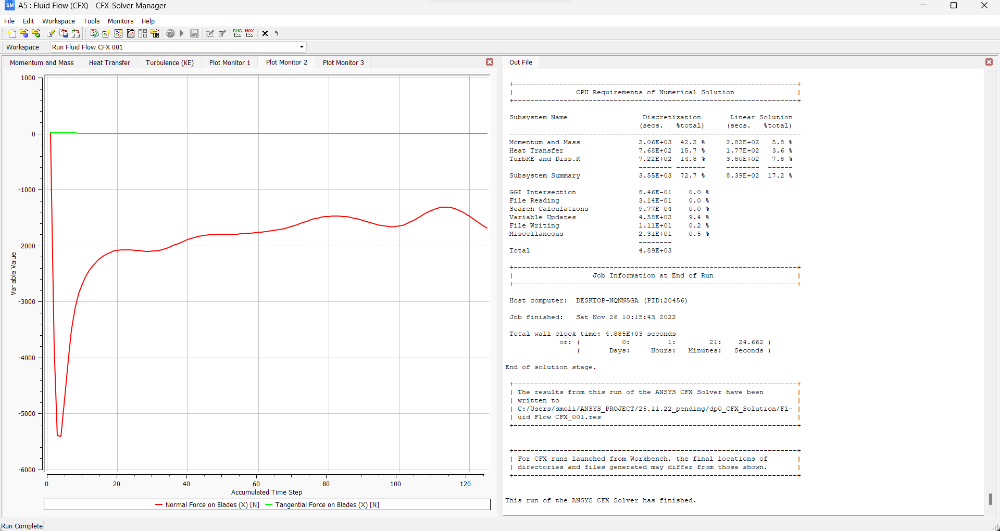 SM A5 : Fluid Flow (CFX) - CFX-Solver Manager
File Edit Workspace Tools Monitors Help
STOP RMS MAX
Workspace Run Fluid Flow CFX 001
Momentum and Mass Heat Transfer Turbulence (KE) Plot Monitor 1 Plot Monitor 2 Plot Monitor 3
1000
0
-1000
-2000
-3000
-4000
-5000
-6000
Variable Value
0 20 40 60 80 100 120
Accumulated Time Step
Normal Force on Blades (X) [N] Tangential Force on Blades (X) [N]
Out File
+--------------------------------------------------------------------+
| CPU Requirements of Numerical Solution |
+--------------------------------------------------------------------+
Subsystem Name Discretization Linear Solution
(secs. %total) (secs. %total)
----------------------------------------------------------------------
Momentum and Mass 2.06E+03 42.2 % 2.82E+02 5.8 %
Heat Transfer 7.68E+02 15.7 % 1.77E+02 3.6 %
TurbKE and Diss.K 7.22E+02 14.8 % 3.80E+02 7.8 %
-------- ------- -------- ------
Subsystem Summary 3.55E+03 72.7 % 8.39E+02 17.2 %
GGI Intersection 8.46E-01 0.0 %
File Reading 3.14E-01 0.0 %
Search Calculations 9.77E-04 0.0 %
Variable Updates 4.58E+02 9.4 %
File Writing 1.11E+01 0.2 %
Miscellaneous 2.31E+01 0.5 %
--------
Total 4.89E+03
+--------------------------------------------------------------------+
| Job Information at End of Run |
+--------------------------------------------------------------------+
Host computer: DESKTOP-NQNN5GA (PID:20456)
Job finished: Sat Nov 26 10:15:43 2022
Total wall clock time: 4.885E+03 seconds
or: ( 0: 1: 21: 24.662 )
( Days: Hours: Minutes: Seconds )
End of solution stage.
+--------------------------------------------------------------------+
| The results from this run of the ANSYS CFX Solver have been |
| written to |
| C:/Users/smoli/ANSYS_PROJECT/25.11.22_pending/dp0_CFX_Solution/Fl- |
| uid Flow CFX_001.res |
+--------------------------------------------------------------------+
+--------------------------------------------------------------------+
| For CFX runs launched from Workbench, the final locations of |
| directories and files generated may differ from those shown. |
+--------------------------------------------------------------------+
This run of the ANSYS CFX Solver has finished.
Run Complete